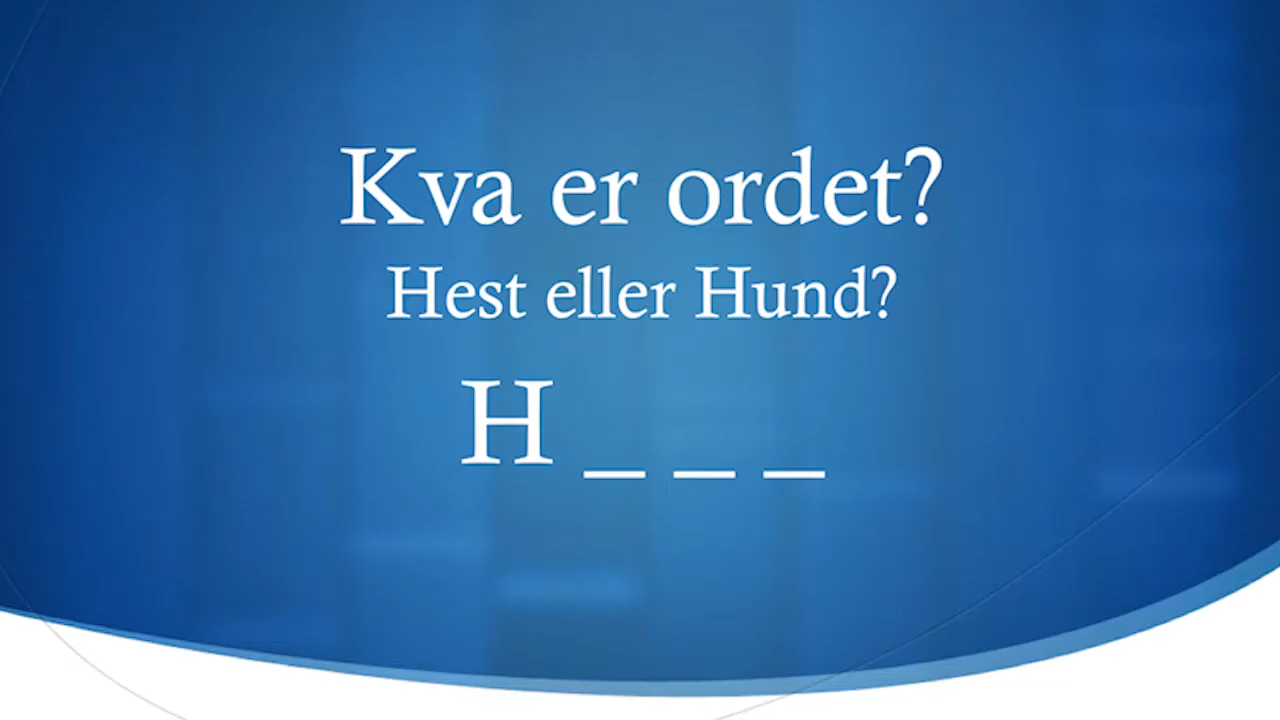 Kva er ordet?
Hest eller Hund?
H _ _ _